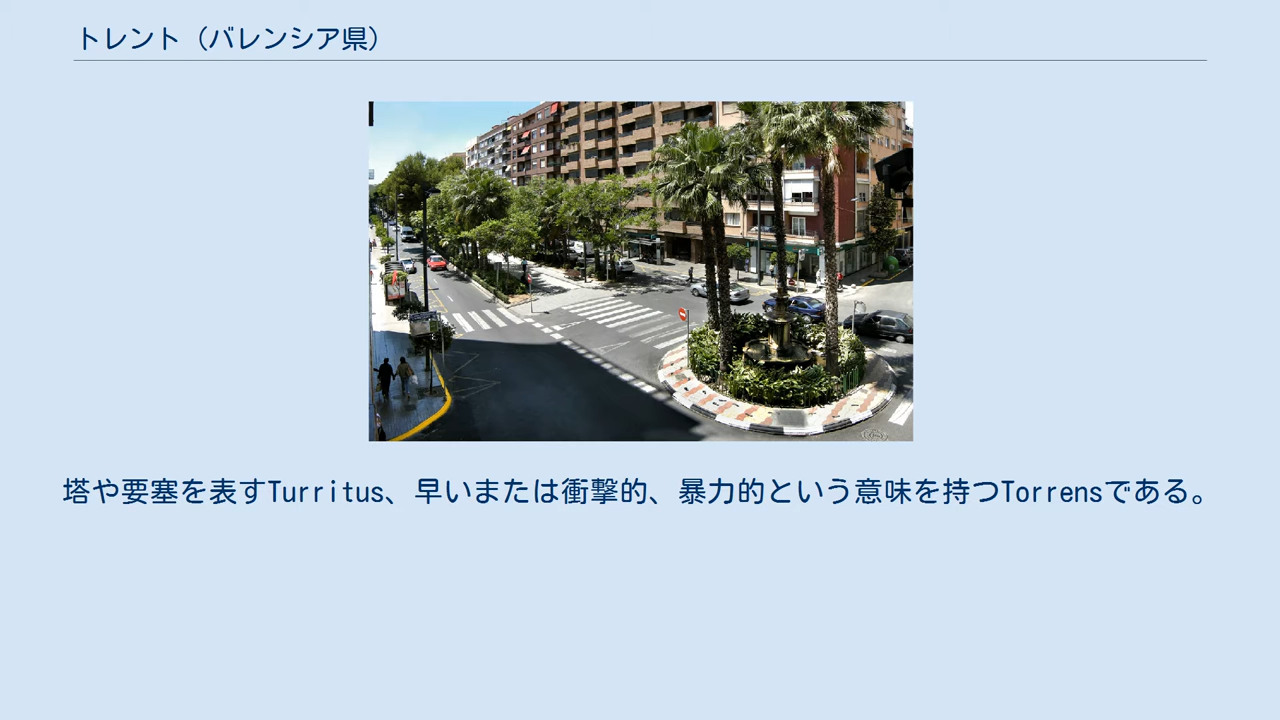 トレント（バレンシア県）
塔や要塞を表すTurritus、早いまたは衝撃的、暴力的という意味を持つTorrensである。